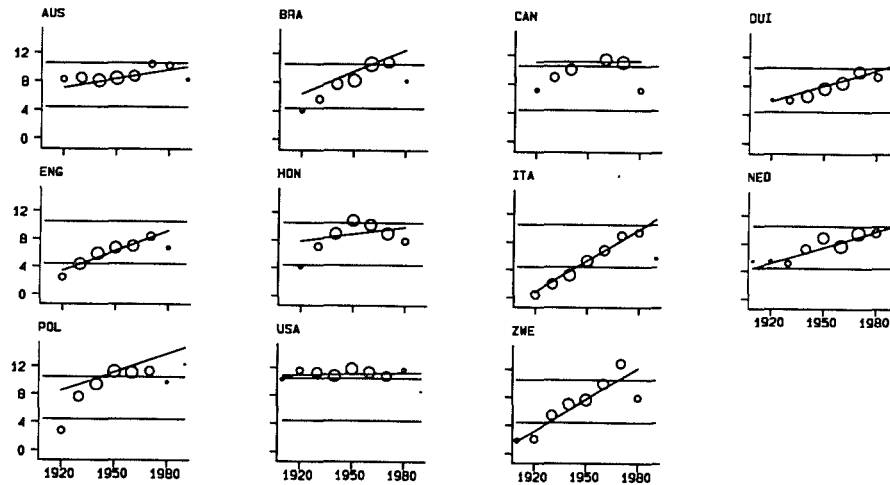 AUS
BRA
CAN
DUI
12
8
4
0
ENG
HON
ITA
NED
12
8
4
0
POL
USA
ZWE
12
8
4
0
1920 1950 1980
1920 1950 1980
1920 1950 1980
1920 1950 1980